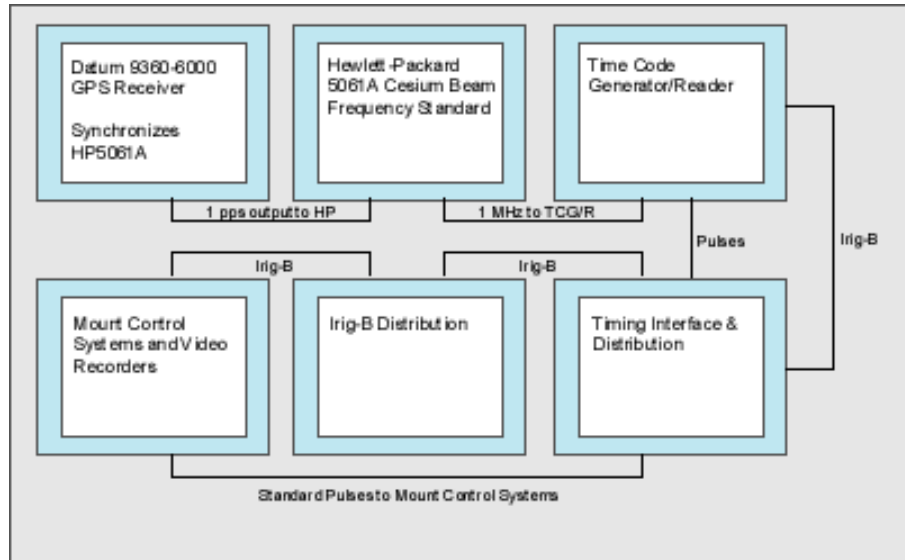 Datum 9360-6000
GPS Receiver
Synchronizes
HP5061A
Hewlett-Packard
5061A Cesium Beam
Frequency Standard
Time Code
Generator/Reader
1 pps output to HP
1 MHz to TCG/R
Pulses
Irig-B
Irig-B
Irig-B
Mount Control
Systems and Video
Recorders
Irig-B Distribution
Timing Interface &
Distribution
Standard Pulses to Mount Control Systems